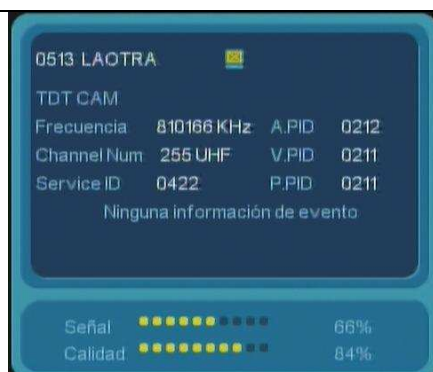 0513 LAOTRA
TDT CAM
Frecuencia 810166 KHz A.PID 0212
Channel Num 255 UHF V.PID 0211
Service ID 0422 P.PID 0211
Ninguna información de evento
Señal 66%
Calidad 84%